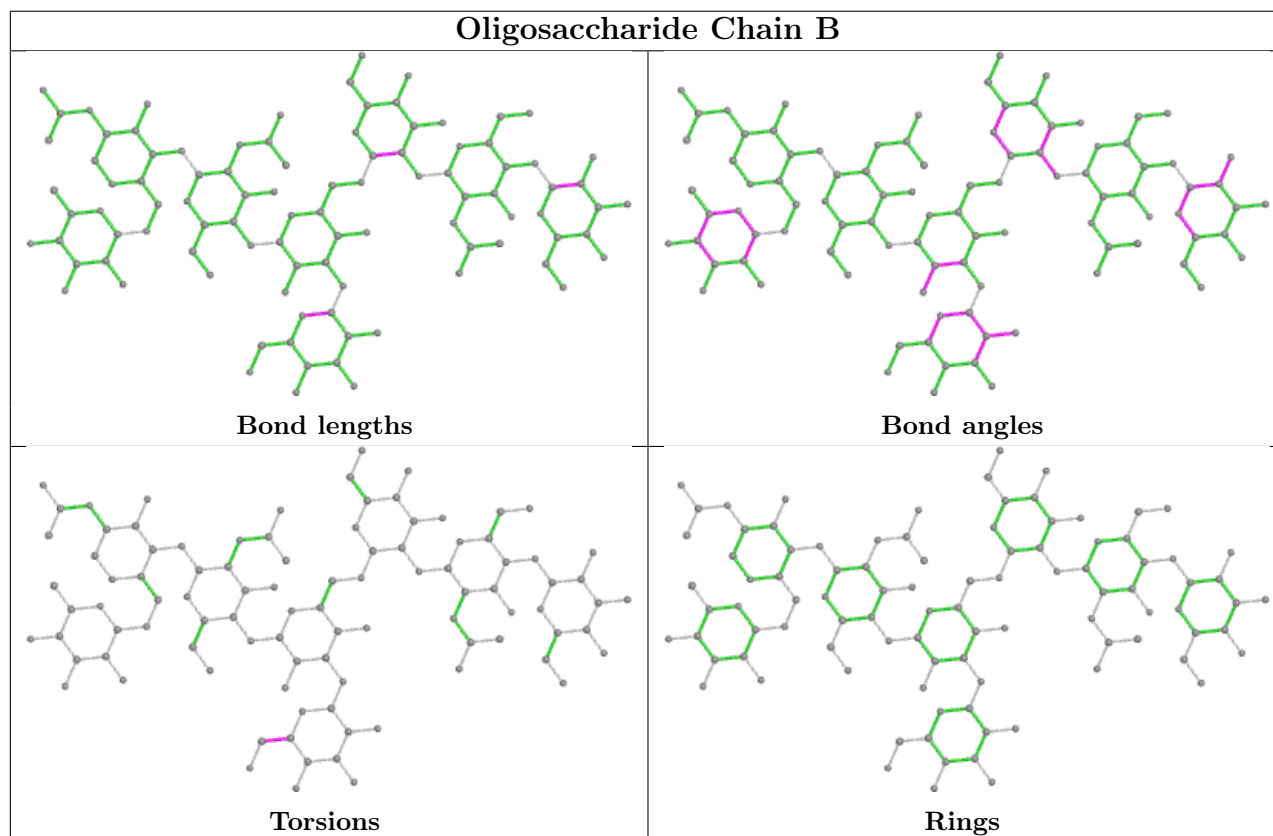 Oligosaccharide Chain B
Bond lengths
Bond angles
Torsions
Rings